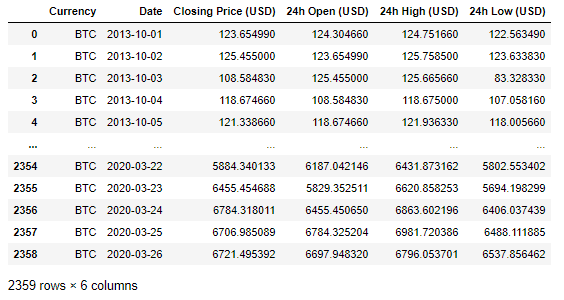 Currency Date Closing Price (USD) 24h Open (USD) 24h High (USD) 24h Low (USD)
0 BTC 2013-10-01 123.654990 124.304660 124.751660 122.563490
1 BTC 2013-10-02 125.455000 123.654990 125.758500 123.633830
2 BTC 2013-10-03 108.584830 125.455000 125.665660 83.328330
3 BTC 2013-10-04 118.674660 108.584830 118.675000 107.058160
4 BTC 2013-10-05 121.338660 118.674660 121.936330 118.005660
... ... ... ... ... ... ...
2354 BTC 2020-03-22 5884.340133 6187.042146 6431.873162 5802.553402
2355 BTC 2020-03-23 6455.454688 5829.352511 6620.858253 5694.198299
2356 BTC 2020-03-24 6784.318011 6455.450650 6863.602196 6406.037439
2357 BTC 2020-03-25 6706.985089 6784.325204 6981.720386 6488.111885
2358 BTC 2020-03-26 6721.495392 6697.948320 6796.053701 6537.856462
2359 rows × 6 columns